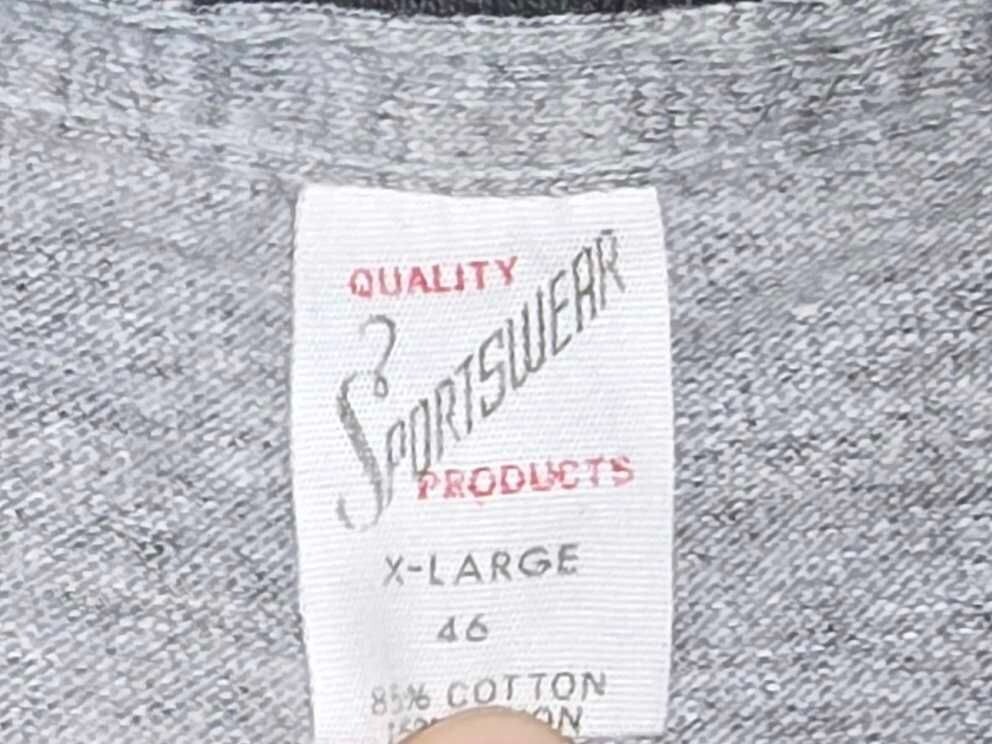 QUALITY
SPORTSWEAR
PRODUCTS
X-LARGE
46
85% COTTON